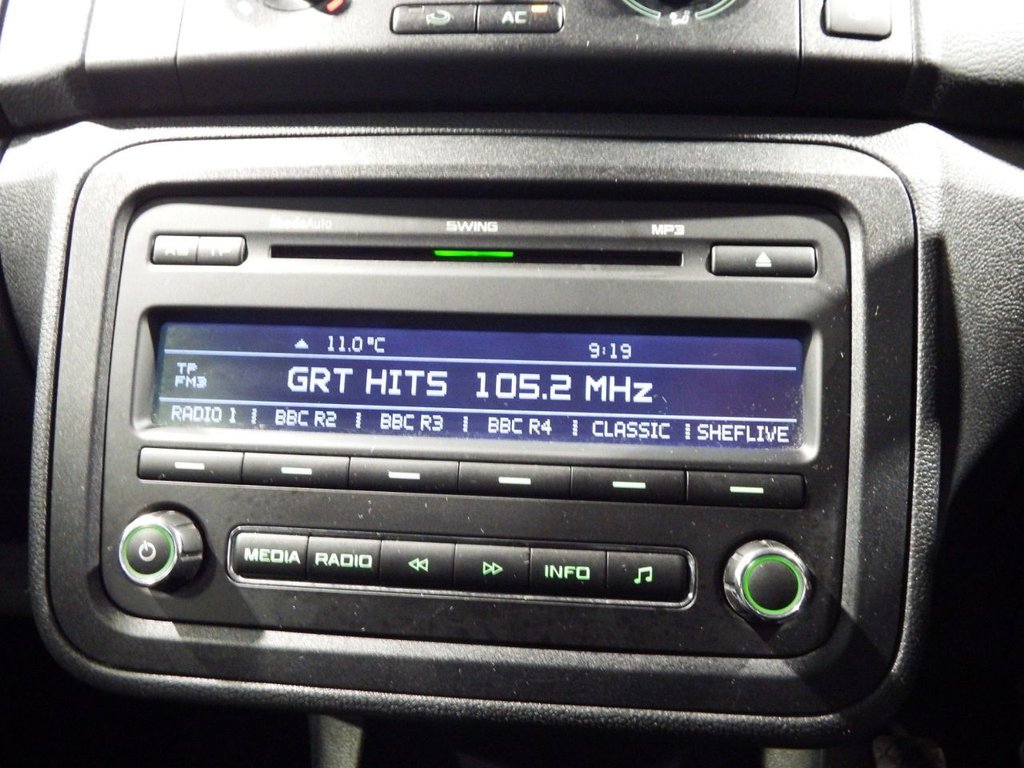 AC
SWING
MP3
11.0°C 9:19
TP
FM3
GRT HITS 105.2 MHz
RADIO 1 BBC R2 BBC R3 BBC R4 CLASSIC SHEFLIVE
MEDIA RADIO INFO